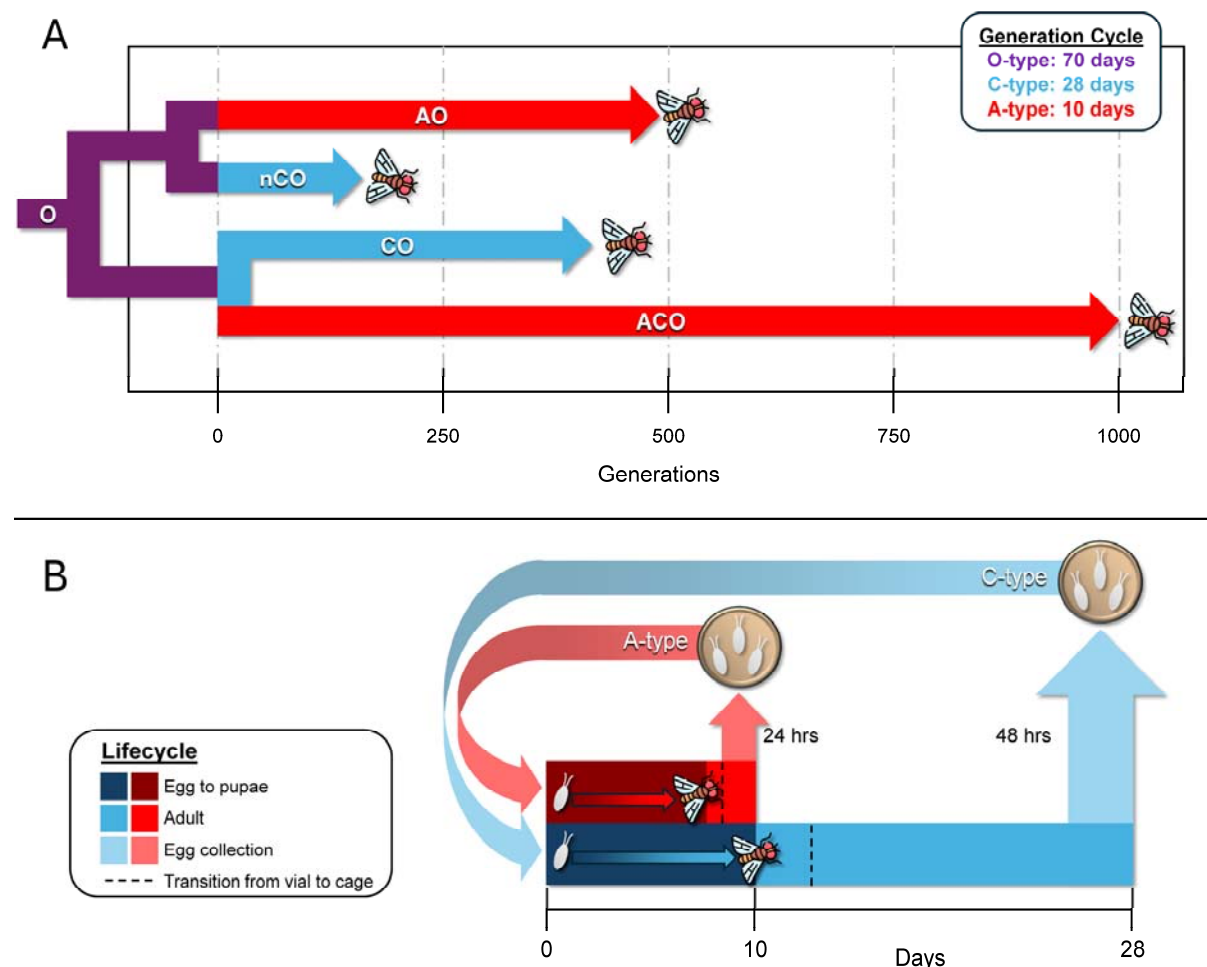 A
Generation Cycle
O-type: 70 days
C-type: 28 days
A-type: 10 days
AO
nCO
O
CO
ACO
0 250 500 750 1000
Generations
B
C-type
A-type
24 hrs
48 hrs
Lifecycle
Egg to pupae
Adult
Egg collection
Transition from vial to cage
0 10 28
Days